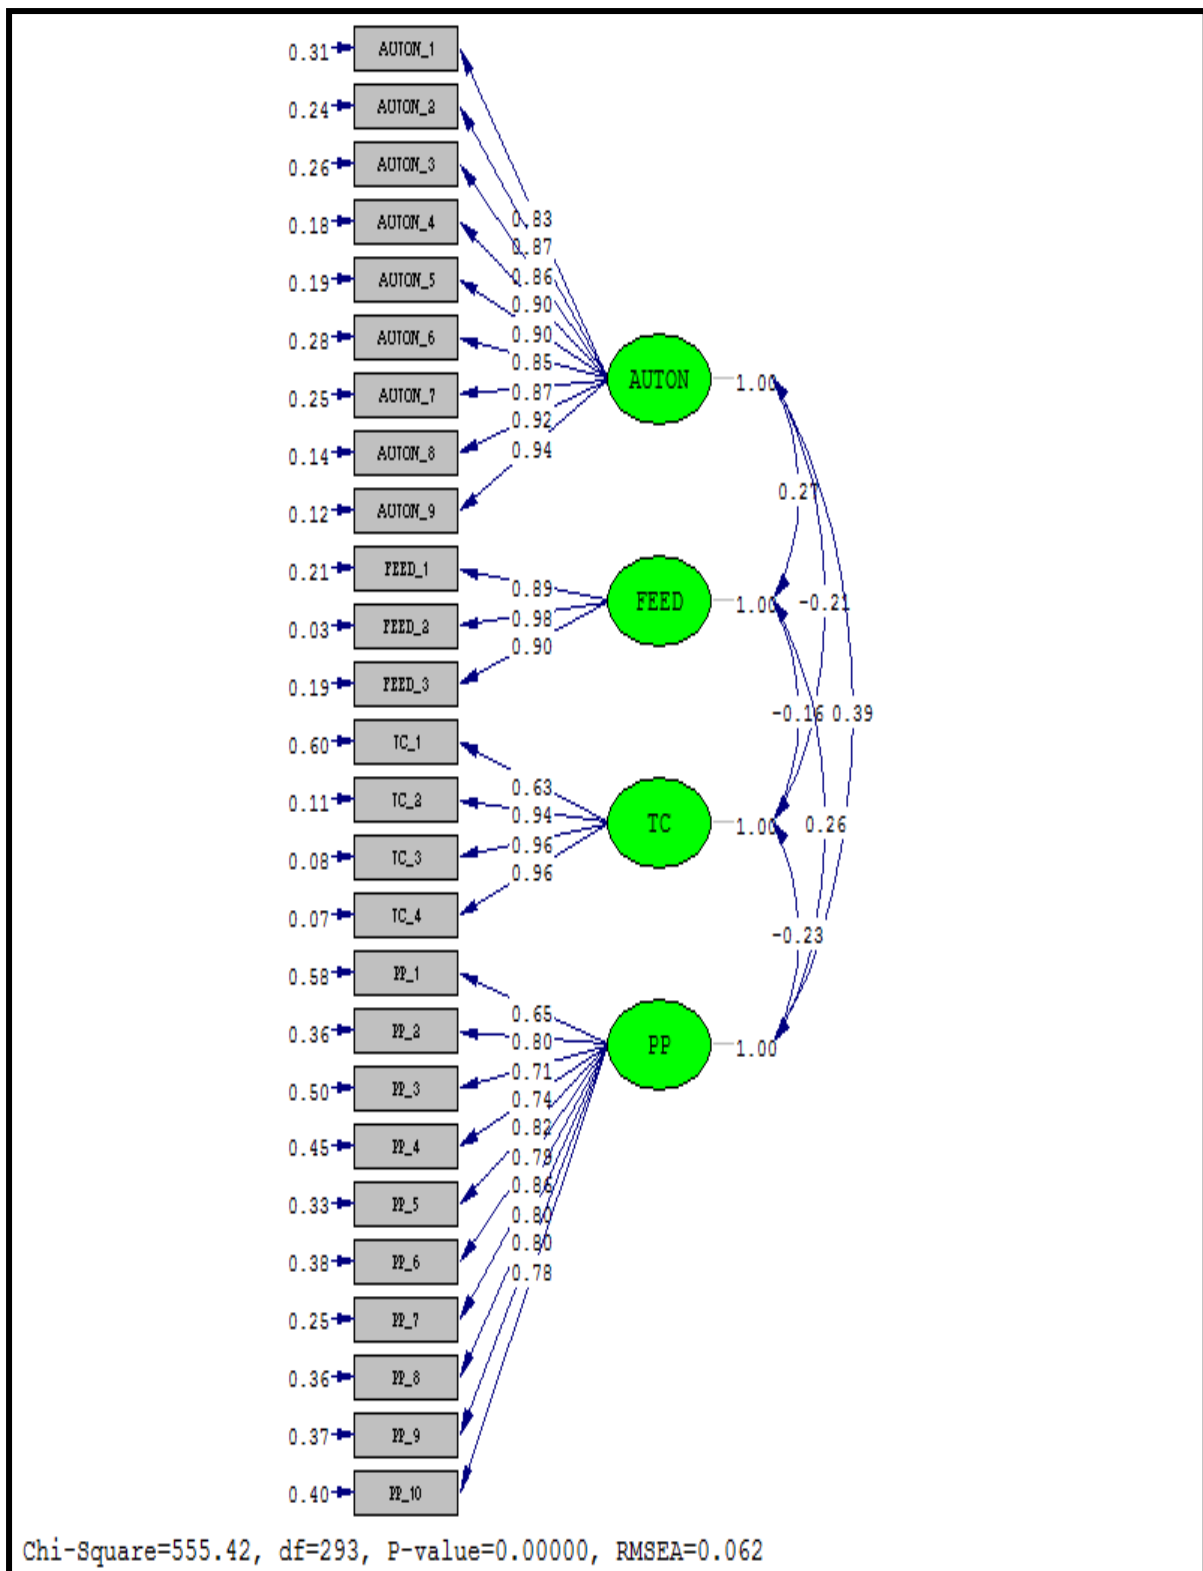 0.31 AUTON_1
0.24 AUTON_2
0.26 AUTON_3
0.18 AUTON_4
0.83
0.87
0.19 AUTON_5
0.86
0.90
0.28 AUTON_6
0.90
0.85
AUTON 1.00
0.25 AUTON_7
0.87
0.92
0.14 AUTON_8
0.94
0.27
0.12 AUTON_9
0.21 FEED_1
0.89
FEED 1.00 -0.21
0.03 FEED_2
0.98
0.90
0.19 FEED_3
-0.16 0.39
0.60 TC_1
0.63
0.11 TC_2
0.94
TC 1.00 0.26
0.96
0.08 TC_3
0.96
0.07 TC_4
-0.23
0.58 PP_1
0.65
0.36 PP_2
0.80
PP 1.00
0.71
0.50 PP_3
0.74
0.82
0.45 PP_4
0.79
0.86
0.33 PP_5
0.80
0.80
0.38 PP_6
0.78
0.25 PP_7
0.36 PP_8
0.37 PP_9
0.40 PP_10
Chi-Square=555.42, df=293, P-value=0.00000, RMSEA=0.062